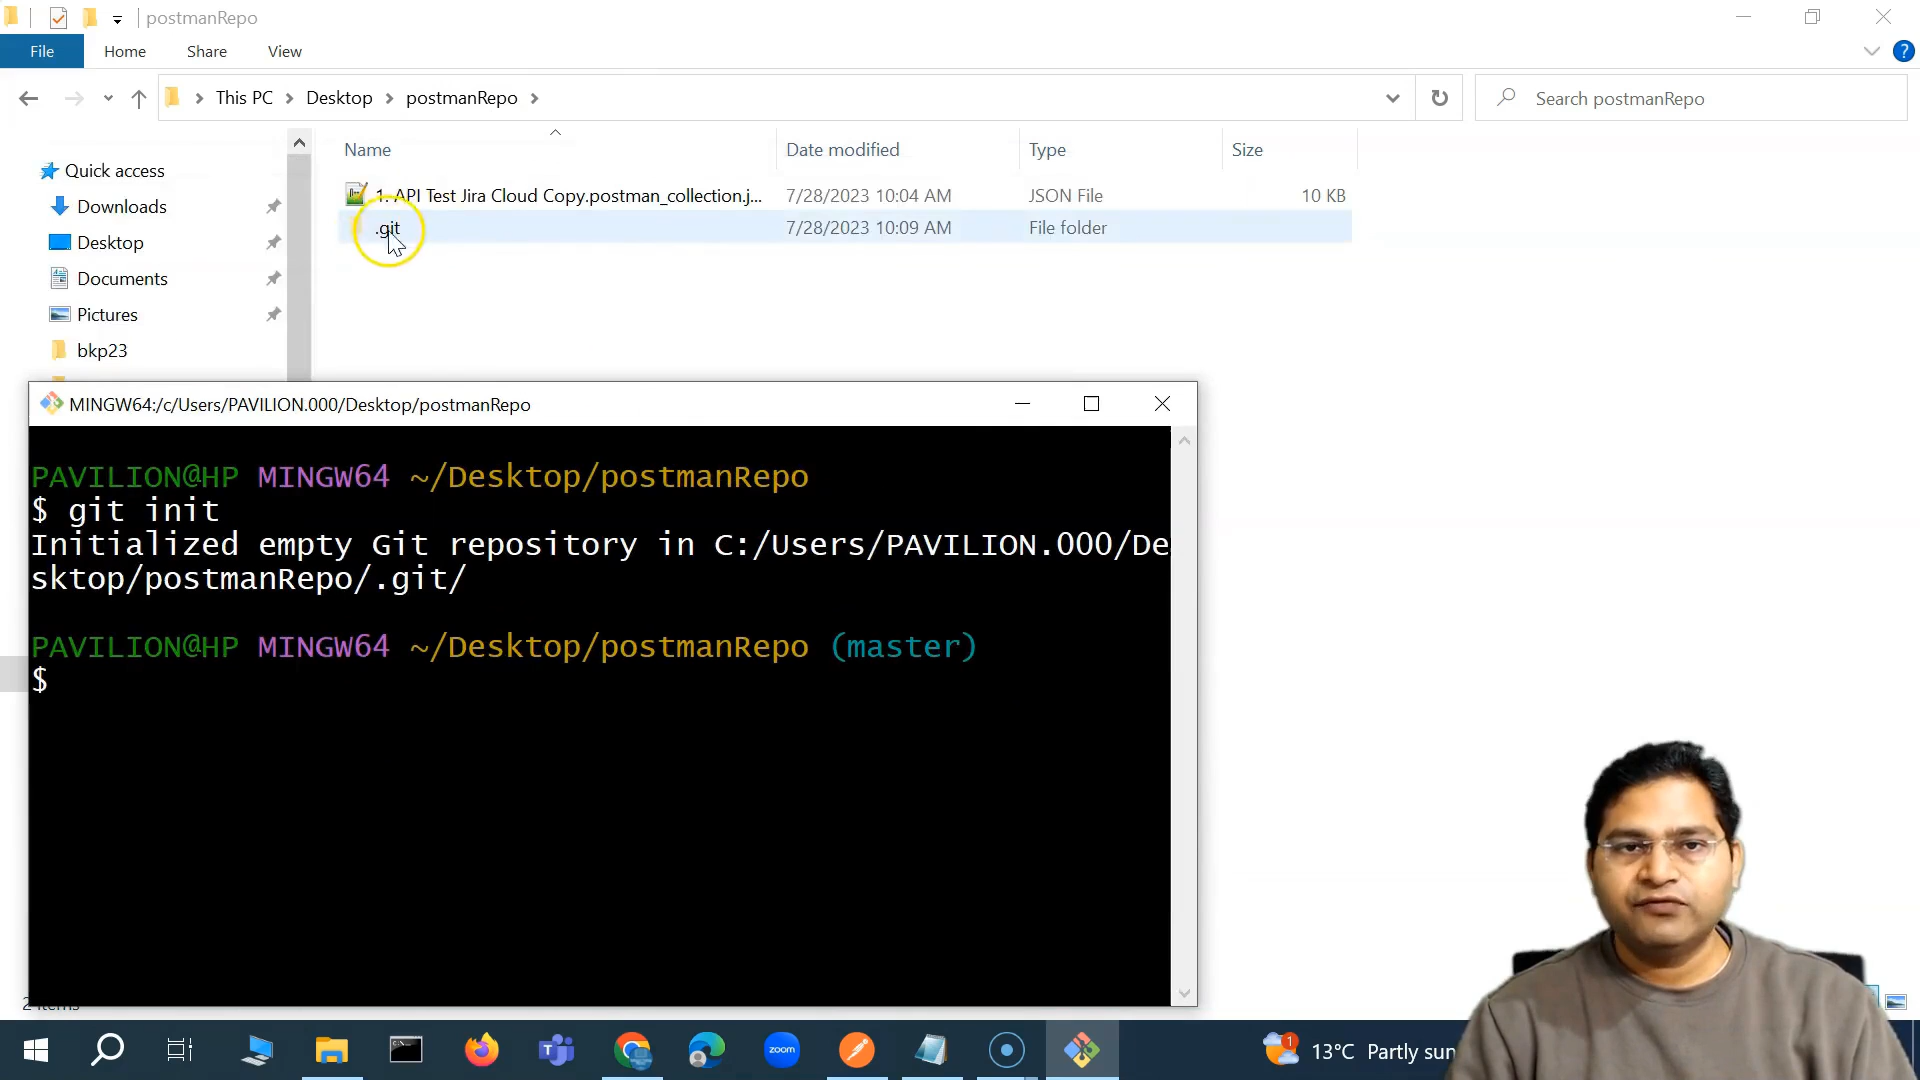 postmanRepo
File Home Share View
This PC Desktop postmanRepo
Search postmanRepo
Name Date modified Type Size
Quick access
1. API Test Jira Cloud Copy.postman_collection.j... 7/28/2023 10:04 AM JSON File 10 KB
Downloads
.git 7/28/2023 10:09 AM File folder
Desktop
Documents
Pictures
bkp23
MINGW64:/c/Users/PAVILION.000/Desktop/postmanRepo
PAVILION@HP MINGW64 ~/Desktop/postmanRepo
$ git init
Initialized empty Git repository in C:/Users/PAVILION.000/De
sktop/postmanRepo/.git/
PAVILION@HP MINGW64 ~/Desktop/postmanRepo (master)
$
2 items
zoom
1
13°C Partly sun